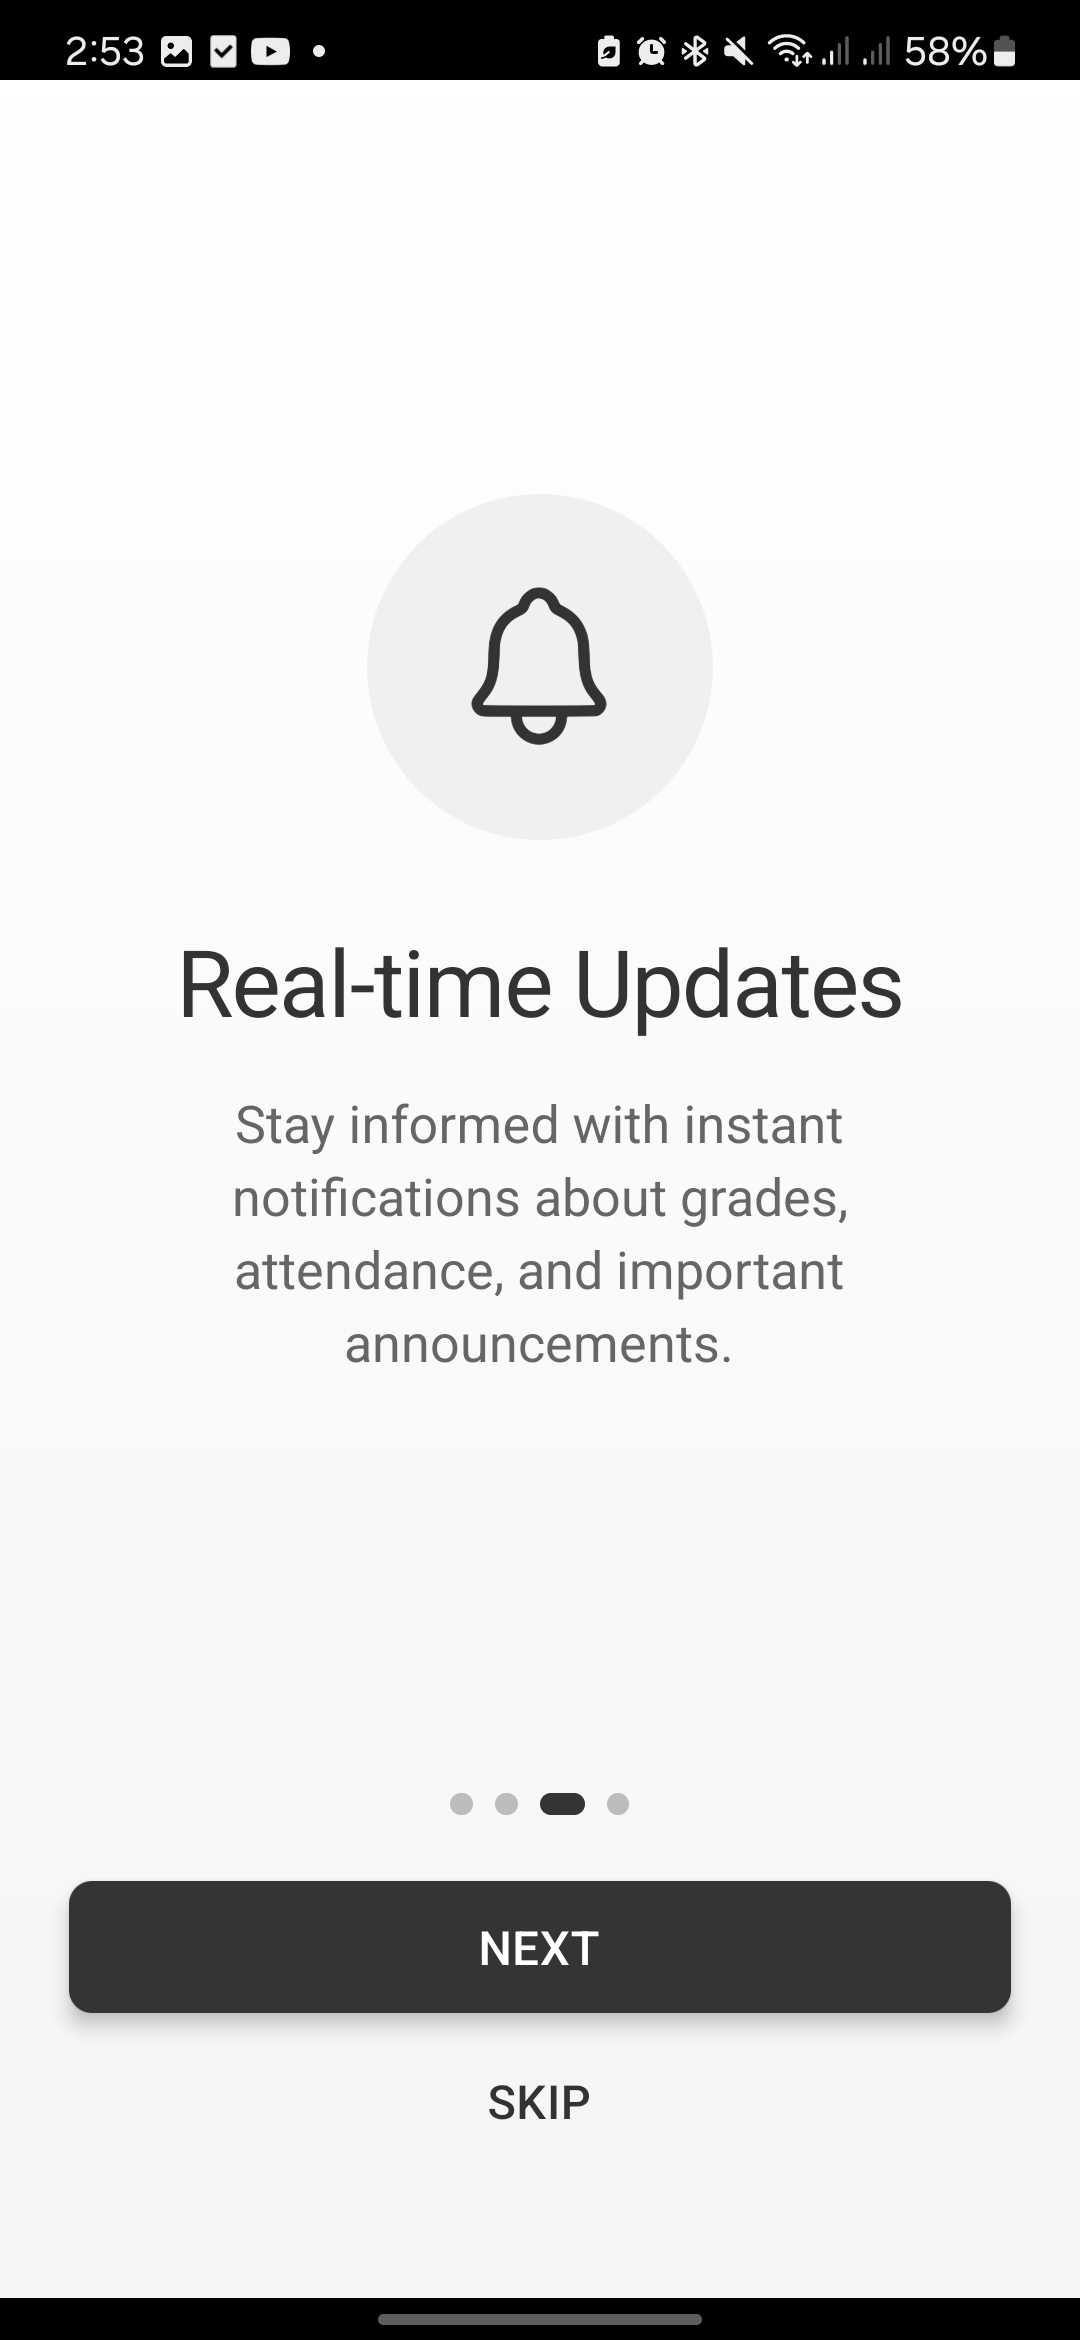 2:53
58%
Real-time Updates
Stay informed with instant
notifications about grades,
attendance, and important
announcements.
NEXT
SKIP